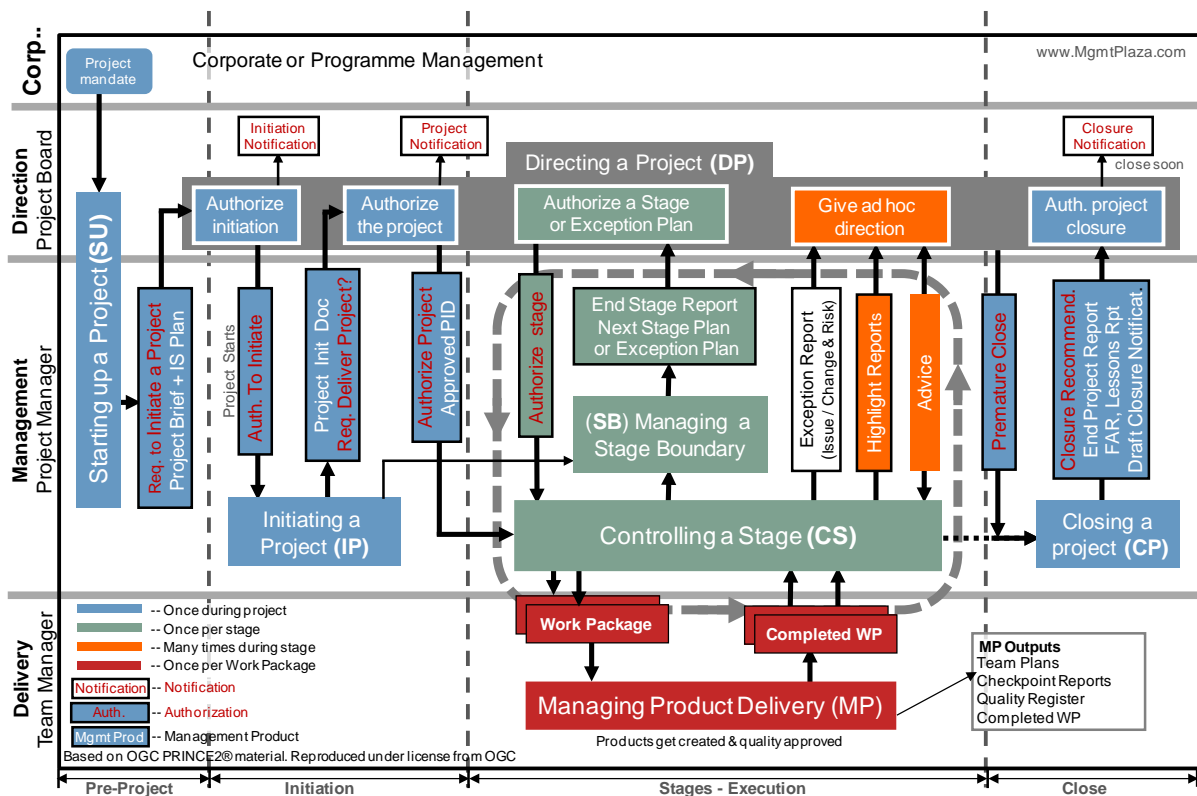 Corp..
Project
mandate
Corporate or Programme Management
www.MgmtPlaza.com
Direction
Project Board
Initiation
Notification
Project
Notification
Closure
Notification
close soon
Directing a Project (DP)
Authorize
initiation
Authorize
the project
Authorize a Stage
or Exception Plan
Give ad hoc
direction
Auth. project
closure
Management
Project Manager
Starting up a Project (SU)
Req. to Initiate a Project
Project Brief + IS Plan
Project Starts
Auth. To Initiate
Project Init Doc
Req. Deliver Project?
Authorize Project
Approved PID
Authorize stage
End Stage Report
Next Stage Plan
or Exception Plan
(SB) Managing a
Stage Boundary
Exception Report
(Issue / Change & Risk)
Highlight Reports
Advice
Premature Close
Closure Recommend.
End Project Report
FAR, Lessons Rpt
Draft Closure Notificat.
Initiating a
Project (IP)
Controlling a Stage (CS)
Closing a
project (CP)
Delivery
Team Manager
-- Once during project
-- Once per stage
-- Many times during stage
-- Once per Work Package
Notification -- Notification
Auth. -- Authorization
Mgmt Prod -- Management Product
Work Package
Completed WP
Managing Product Delivery (MP)
Products get created & quality approved
MP Outputs
Team Plans
Checkpoint Reports
Quality Register
Completed WP
Based on OGC PRINCE2® material. Reproduced under license from OGC
Pre-Project
Initiation
Stages - Execution
Close